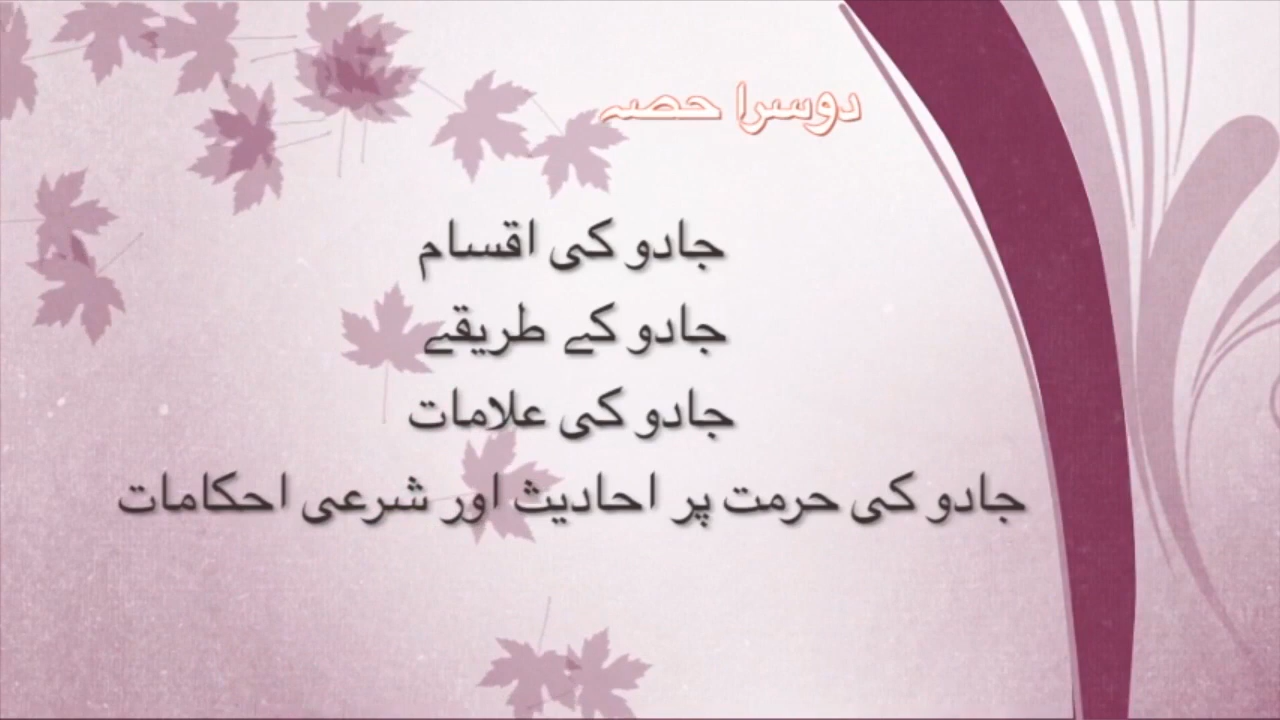 دوسرا حصہ
جادو کی اقسام
جادو کے طریقے
جادو کی علامات
جادو کی حرمت پر احادیث اور شرعی احکامات